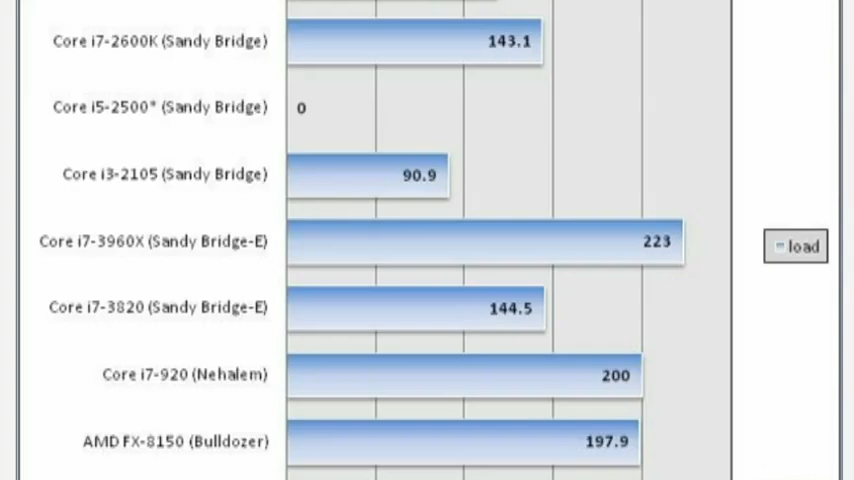 Core i7-2600K (Sandy Bridge) 143.1
Core i5-2500* (Sandy Bridge) 0
Core i3-2105 (Sandy Bridge) 90.9
Core i7-3960X (Sandy Bridge-E) 223
load
Core i7-3820 (Sandy Bridge-E) 144.5
Core i7-920 (Nehalem) 200
AMD FX-8150 (Bulldozer) 197.9